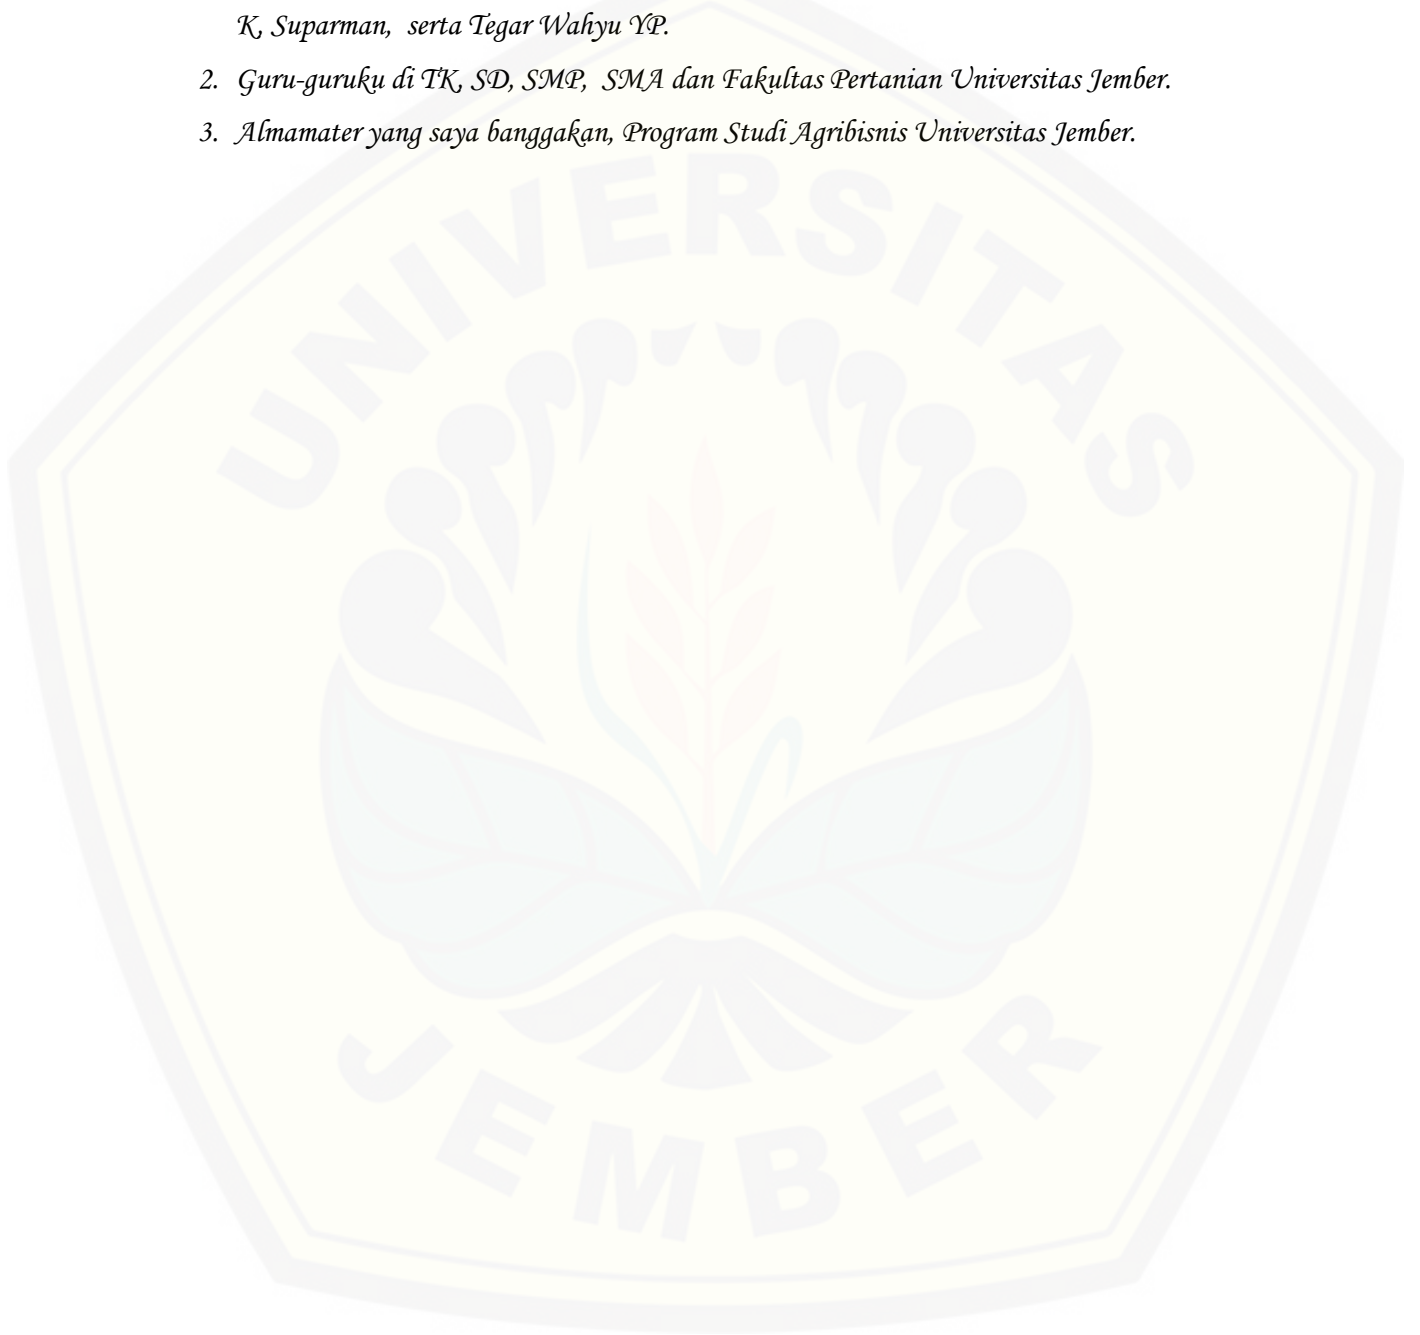 K, Suparman, serta Tegar Wahyu YP.
2. Guru-guruku di TK, SD, SMP, SMA dan Fakultas Pertanian Universitas Jember.
3. Almamater yang saya banggakan, Program Studi Agribisnis Universitas Jember.
UNIVERSITAS
JEMBER